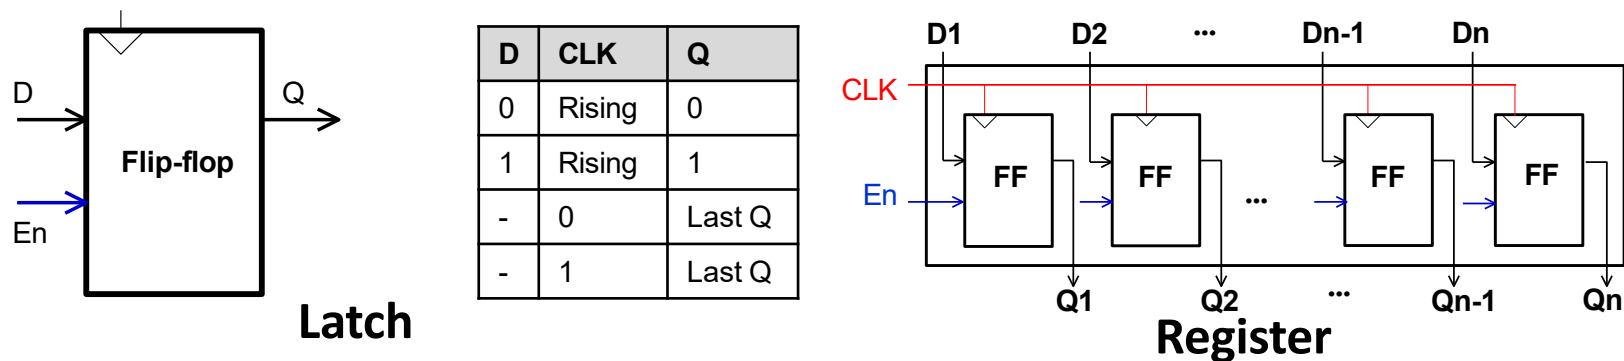 D
Q
Flip-flop
En
Latch
D CLK Q
0 Rising 0
1 Rising 1
- 0 Last Q
- 1 Last Q
D1 D2 ... Dn-1 Dn
CLK
FF FF FF FF
En ...
Q1 Q2 ... Qn-1 Qn
Register